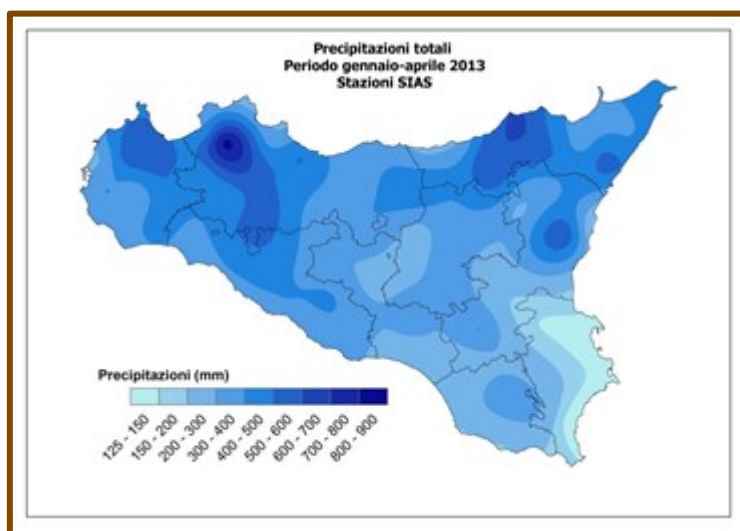 Precipitazioni totali
Periodo gennaio-aprile 2013
Stazioni SIAS
Precipitazioni (mm)
125 - 150
150 - 200
200 - 300
300 - 400
400 - 500
500 - 600
600 - 700
700 - 800
800 - 900